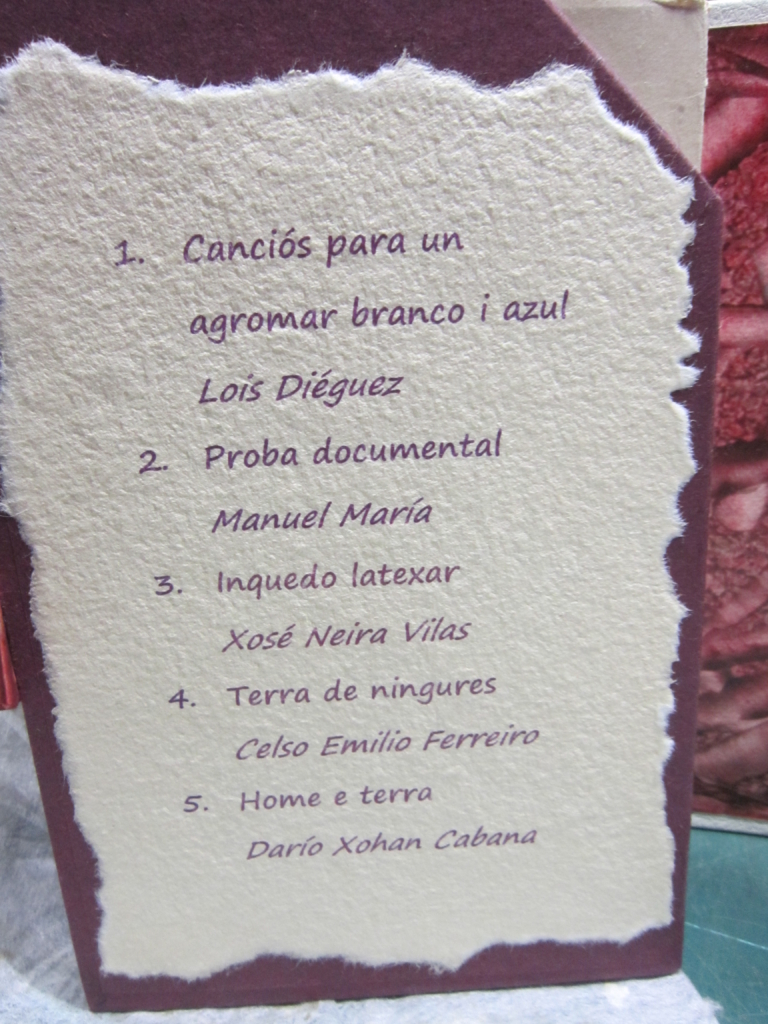 1. Canciós para un
agromar branco i azul
Lois Diéguez
2. Proba documental
Manuel María
3. Inquedo latexar
Xosé Neira Vilas
4. Terra de ningures
Celso Emilio Ferreiro
5. Home e terra
Darío Xohan Cabana